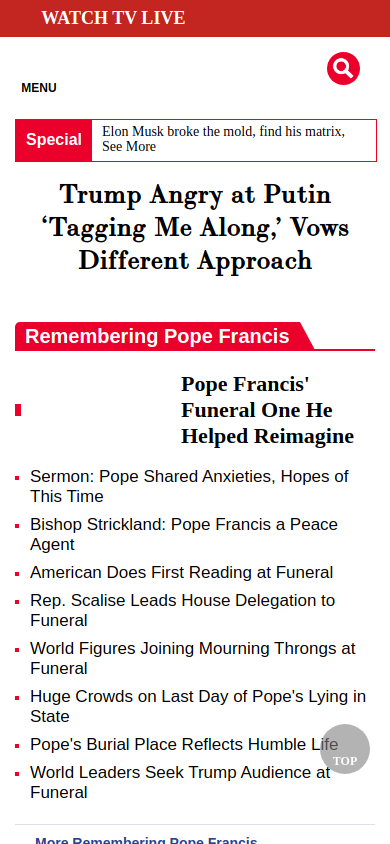 WATCH TV LIVE
MENU
Special
Elon Musk broke the mold, find his matrix,
See More
Trump Angry at Putin
‘Tagging Me Along,’ Vows
Different Approach
Remembering Pope Francis
Pope Francis'
Funeral One He
Helped Reimagine
Sermon: Pope Shared Anxieties, Hopes of
This Time
Bishop Strickland: Pope Francis a Peace
Agent
American Does First Reading at Funeral
Rep. Scalise Leads House Delegation to
Funeral
World Figures Joining Mourning Throngs at
Funeral
Huge Crowds on Last Day of Pope's Lying in
State
Pope's Burial Place Reflects Humble Life
TOP
World Leaders Seek Trump Audience at
Funeral
More Remembering Pope Francis